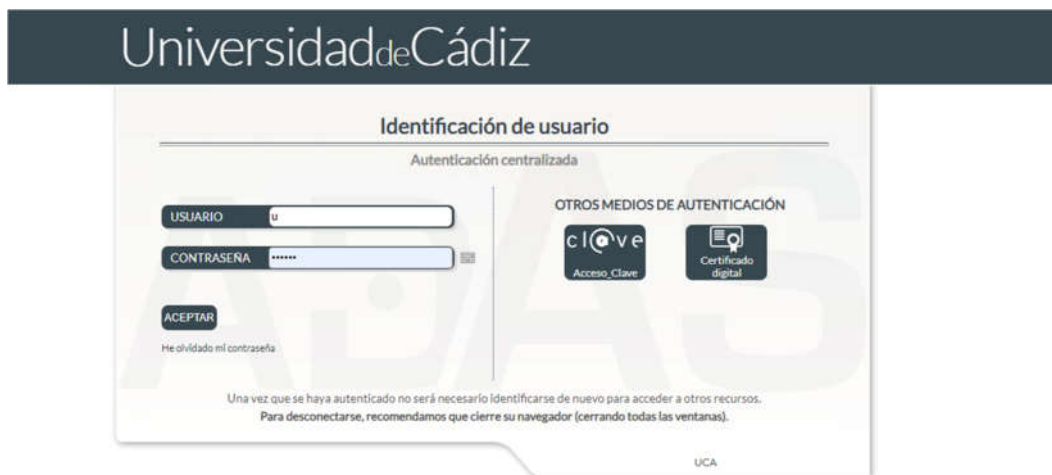 UniversidaddeCádiz
Identificación de usuario
Autenticación centralizada
USUARIO
u
CONTRASEÑA
••••••
ACEPTAR
He olvidado mi contraseña
OTROS MEDIOS DE AUTENTICACIÓN
cl@ve
Acceso_Clave
Certificado
digital
Una vez que se haya autenticado no será necesario identificarse de nuevo para acceder a otros recursos.
Para desconectarse, recomendamos que cierre su navegador (cerrando todas las ventanas).
UCA
ADAS